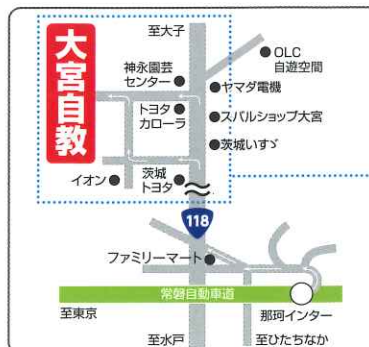 至大子
OLC
自遊空間
神永園芸
センター
ヤマダ電機
大宮自教
トヨタ
カローラ
スバルショップ大宮
茨城いすゞ
イオン
茨城
トヨタ
118
ファミリーマート
常磐自動車道
至東京
那珂インター
至水戸
至ひたちなか